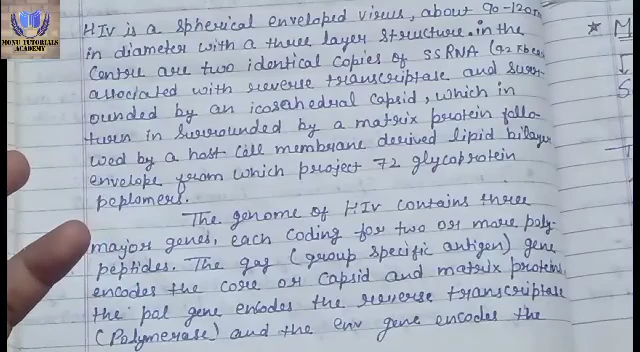 MONU TUTORIALS
ACADEMY
HIV is a spherical enveloped virus, about 90-120nm
in diameter with a three layer structure. in the
Centre are two identical copies of SSRNA (92 Kbeas
associated with reverse transcriptase and surr-
ounded by an icosahedral capsid, which in
turn in surrounded by a matrix protein follo-
wed by a host cell membrane derived lipid bilayer
envelope from which project 72 glycoprotein
peplomers.
The genome of HIV contains three
major genes, each coding for two or more poly-
peptides. The gag (group specific antigen) gene
encodes the core or capsid and matrix proteins,
the pol gene encodes the reverse transcriptase
(Polymerase) and the env gene encodes the